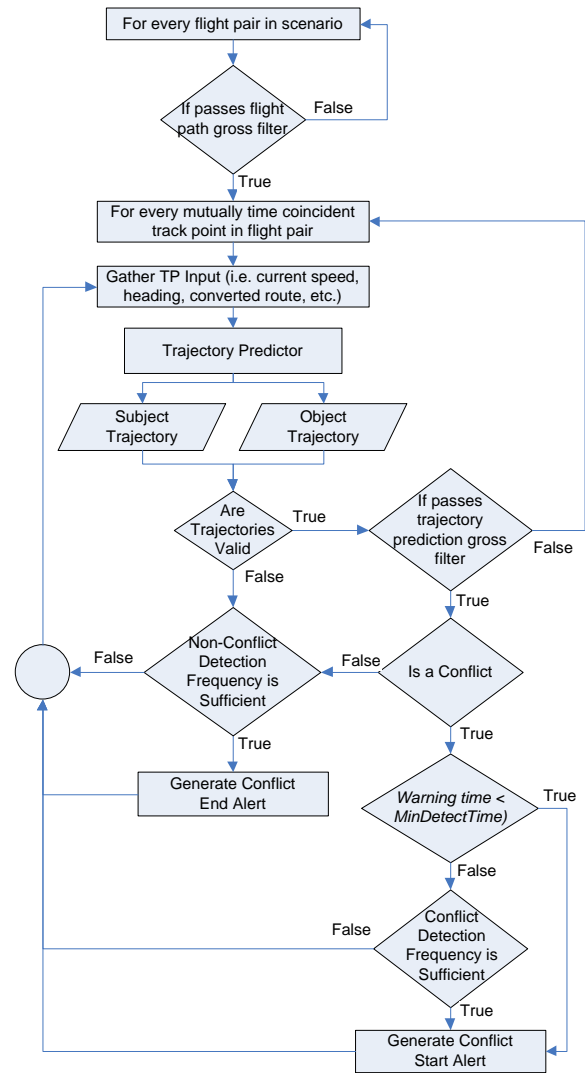 For every flight pair in scenario
If passes flight
path gross filter
False
True
For every mutually time coincident
track point in flight pair
Gather TP Input (i.e. current speed,
heading, converted route, etc.)
Trajectory Predictor
Subject
Trajectory
Object
Trajectory
Are
Trajectories
Valid
True
If passes
trajectory
prediction gross
filter
False
False
True
Non-Conflict
Detection
Frequency is
Sufficient
False
False
Is a Conflict
True
True
Generate Conflict
End Alert
Warning time <
MinDetectTime)
True
False
Conflict
Detection
Frequency is
Sufficient
False
True
Generate Conflict
Start Alert